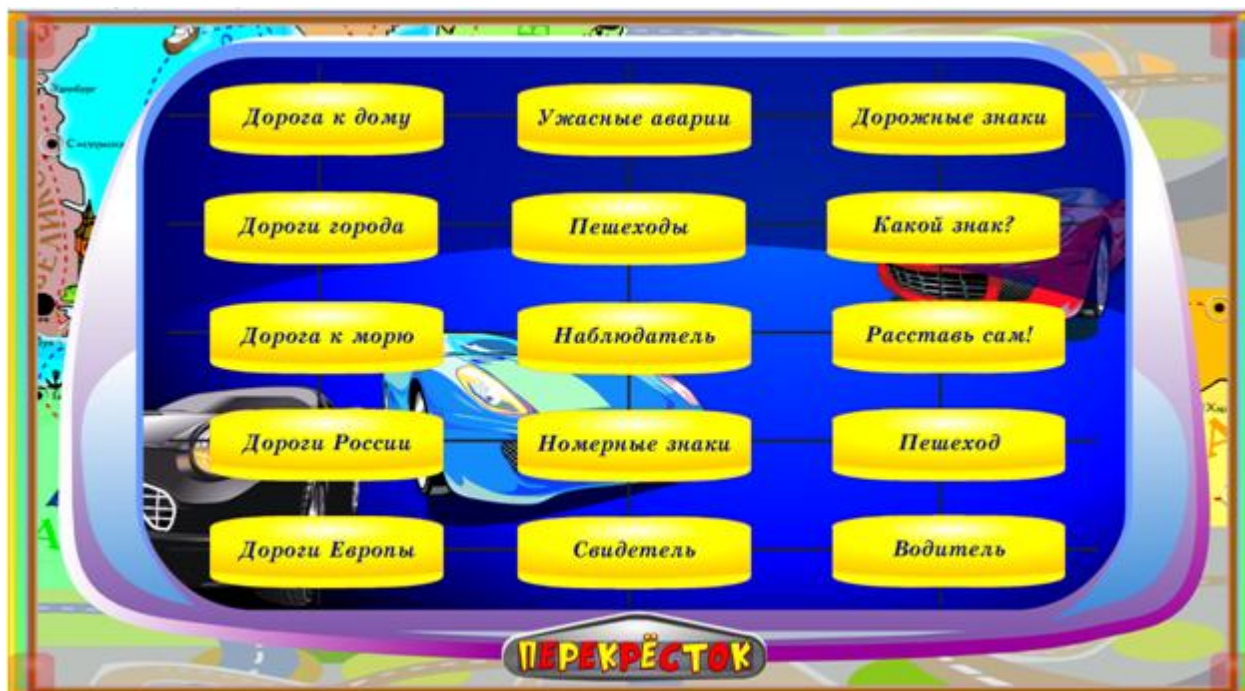 Дорога к дому
Ужасные аварии
Дорожные знаки
Дороги города
Пешеходы
Какой знак?
Дорога к морю
Наблюдатель
Расставь сам!
Дороги России
Номерные знаки
Пешеход
Дороги Европы
Свидетель
Водитель
ПЕРЕКРЁСТОК